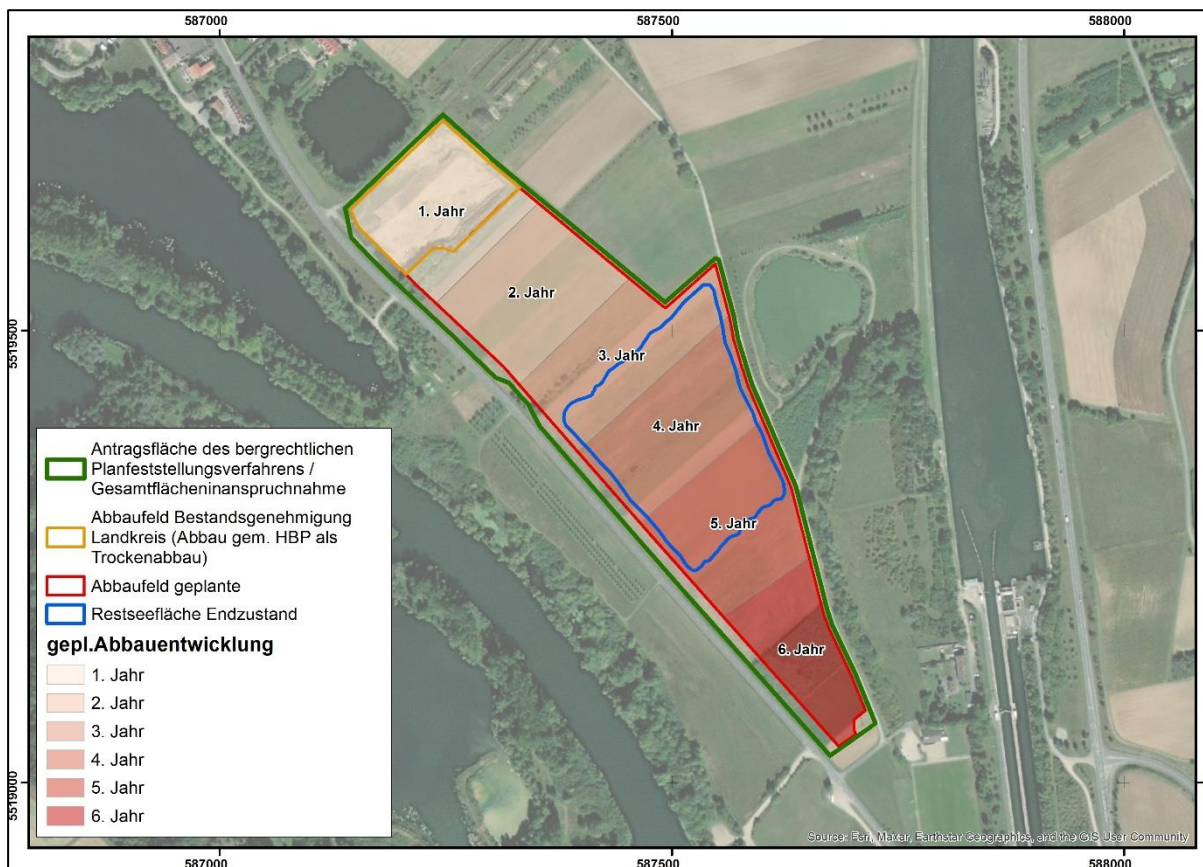 587000 587500 588000
5519500
5519000
1. Jahr
2. Jahr
3. Jahr
4. Jahr
5. Jahr
6. Jahr
Antragsfläche des bergrechtlichen
Planfeststellungsverfahrens /
Gesamtflächeninanspruchnahme
Abbaufeld Bestandsgenehmigung
Landkreis (Abbau gem. HBP als
Trockenabbau)
Abbaufeld geplante
Restseefläche Endzustand
gepl.Abbauentwicklung
1. Jahr
2. Jahr
3. Jahr
4. Jahr
5. Jahr
6. Jahr
Source: Esri, Maxar, Earthstar Geographics, and the GIS User Community
587000 587500 588000